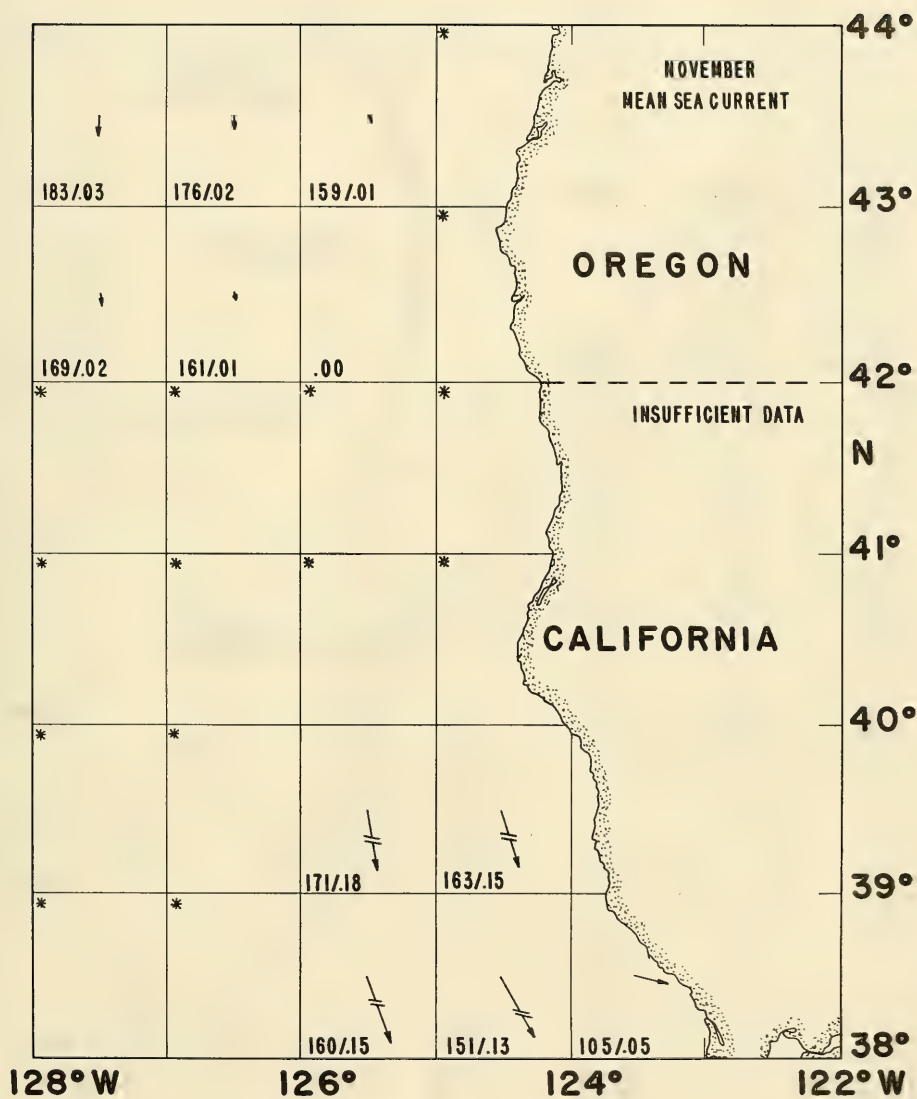 44°
NOVEMBER
MEAN SEA CURRENT
*
183/.03 176/.02 159/.01
43°
*
OREGON
169/.02 161/.01 .00
42°
* * * *
INSUFFICIENT DATA
N
41°
* * * *
CALIFORNIA
40°
* *
171/.18 163/.15
39°
* *
160/.15 151/.13 105/.05
38°
128°W 126° 124° 122°W